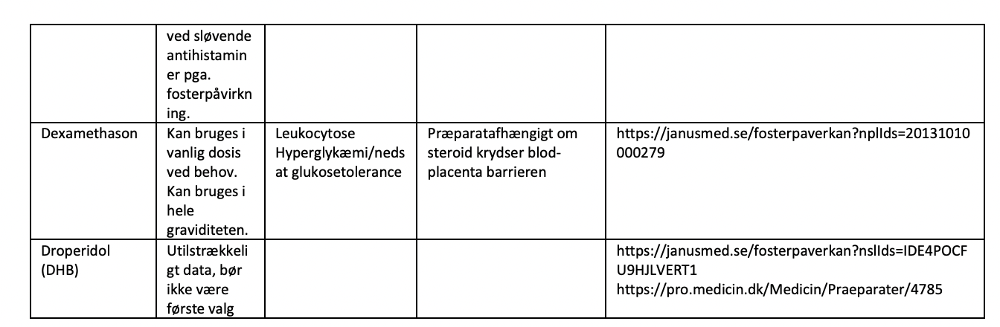 ved sløvende
antihistamin
er pga.
fosterpåvirkn
ing.
Dexamethason
Kan bruges i
vanlig dosis
ved behov.
Kan bruges i
hele
graviditeten.
Leukocytose
Hyperglykæmi/neds
at glukosetolerance
Præparatafhængigt om
steroid krydser blod-
placenta barrieren
https://janusmed.se/fosterpaverkan?nplIds=20131010
000279
Droperidol
(DHB)
Utilstrækkeli
gt data, bør
ikke være
første valg
https://janusmed.se/fosterpaverkan?nslIds=IDE4POCF
U9HJLVERT1
https://pro.medicin.dk/Medicin/Praeparater/4785